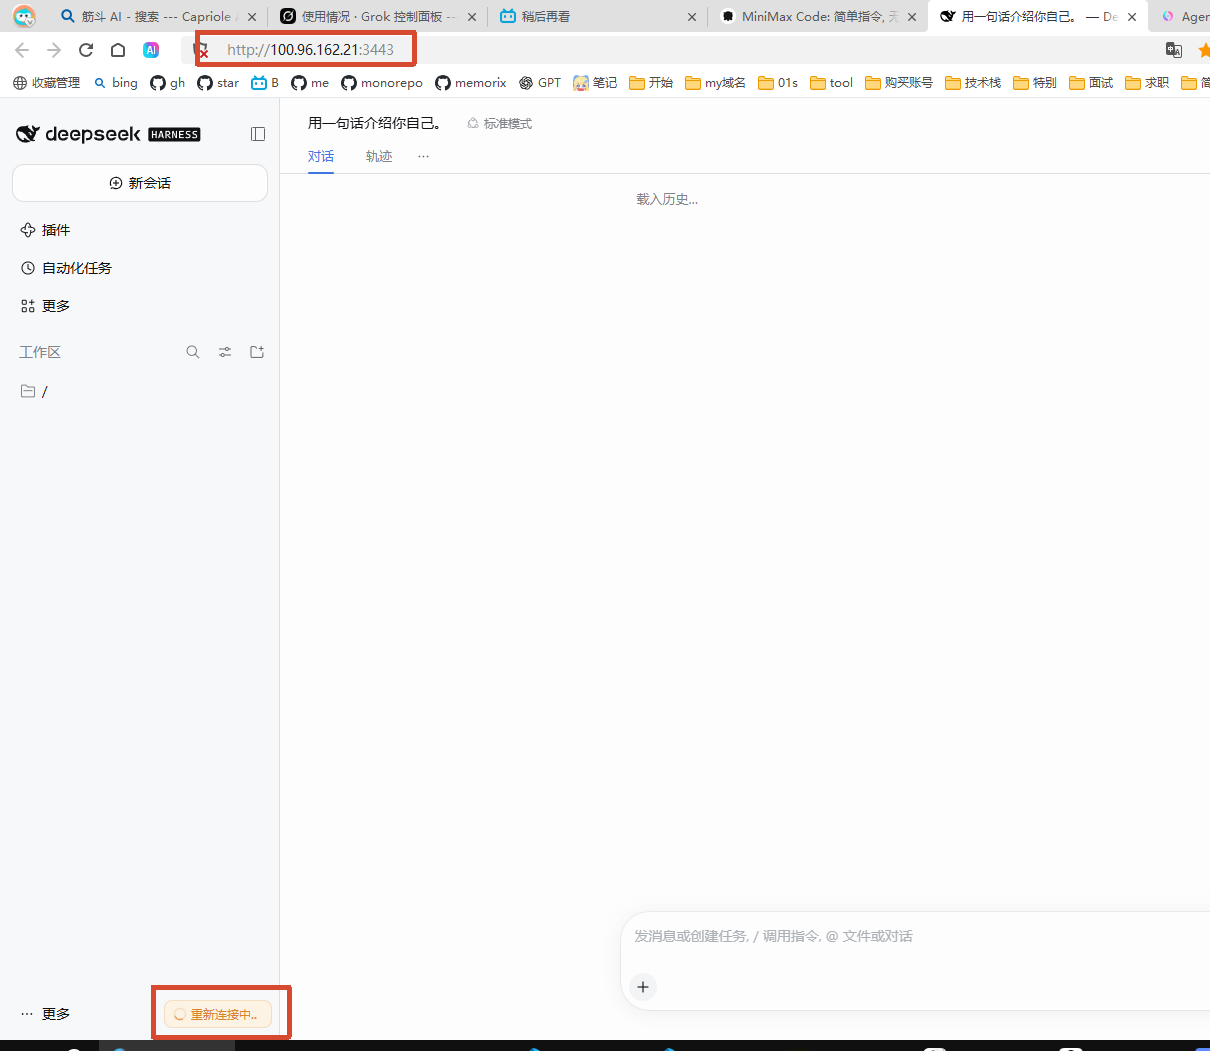 筋斗 AI - 搜索 --- Capriole
使用情况 · Grok 控制面板 --
稍后再看
MiniMax Code: 简单指令, 无
用一句话介绍你自己。 — De
Agen
AI
http://100.96.162.21:3443
收藏管理
bing
gh
star
B
me
monorepo
memorix
GPT
笔记
开始
my域名
01s
tool
购买账号
技术栈
特别
面试
求职
简
deepseek HARNESS
用一句话介绍你自己。
标准模式
对话
轨迹
···
载入历史...
新会话
插件
自动化任务
更多
工作区
/
发消息或创建任务, / 调用指令, @ 文件或对话
··· 更多
重新连接中..